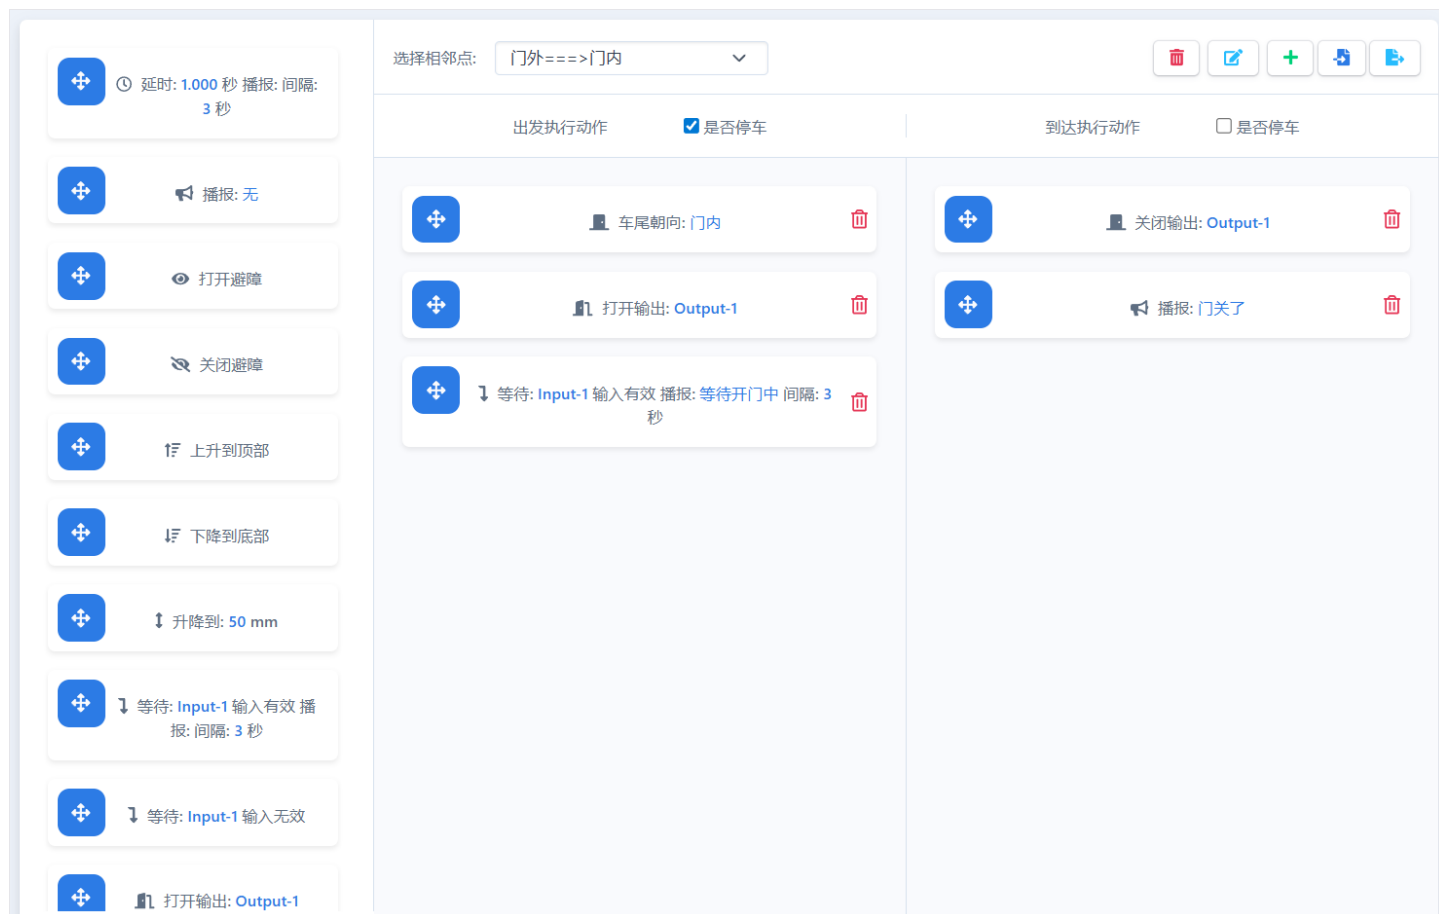 延时: 1.000 秒 播报: 间隔:
3 秒
播报: 无
打开避障
关闭避障
上升到顶部
下降到底部
升降到: 50 mm
等待: Input-1 输入有效 播
报: 间隔: 3 秒
等待: Input-1 输入无效
打开输出: Output-1
选择相邻点:
门外===>门内
出发执行动作
是否停车
到达执行动作
是否停车
车尾朝向: 门内
打开输出: Output-1
等待: Input-1 输入有效 播报: 等待开门中 间隔: 3
秒
关闭输出: Output-1
播报: 门关了